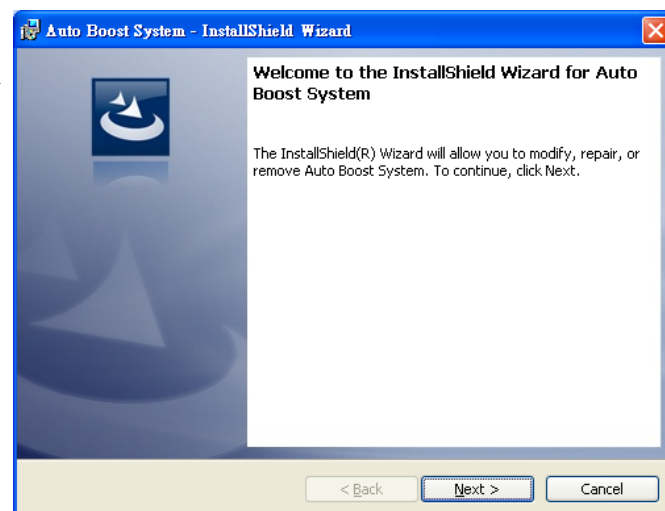 Auto Boost System - InstallShield Wizard
Welcome to the InstallShield Wizard for Auto
Boost System
The InstallShield(R) Wizard will allow you to modify, repair, or
remove Auto Boost System. To continue, click Next.
< Back
Next >
Cancel